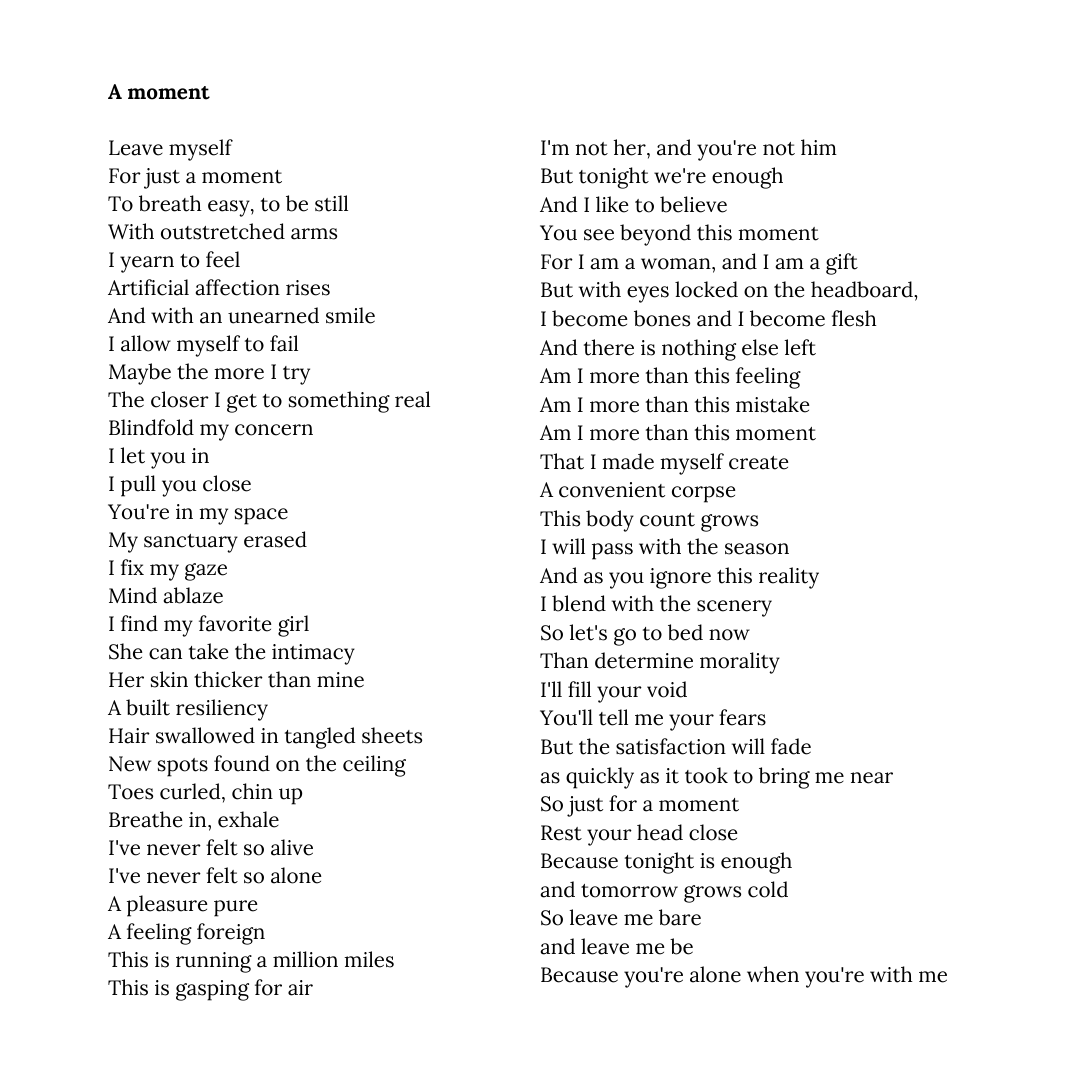 A moment
Leave myself
For just a moment
To breath easy, to be still
With outstretched arms
I yearn to feel
Artificial affection rises
And with an unearned smile
I allow myself to fail
Maybe the more I try
The closer I get to something real
Blindfold my concern
I let you in
I pull you close
You're in my space
My sanctuary erased
I fix my gaze
Mind ablaze
I find my favorite girl
She can take the intimacy
Her skin thicker than mine
A built resiliency
Hair swallowed in tangled sheets
New spots found on the ceiling
Toes curled, chin up
Breathe in, exhale
I've never felt so alive
I've never felt so alone
A pleasure pure
A feeling foreign
This is running a million miles
This is gasping for air
I'm not her, and you're not him
But tonight we're enough
And I like to believe
You see beyond this moment
For I am a woman, and I am a gift
But with eyes locked on the headboard,
I become bones and I become flesh
And there is nothing else left
Am I more than this feeling
Am I more than this mistake
Am I more than this moment
That I made myself create
A convenient corpse
This body count grows
I will pass with the season
And as you ignore this reality
I blend with the scenery
So let's go to bed now
Than determine morality
I'll fill your void
You'll tell me your fears
But the satisfaction will fade
as quickly as it took to bring me near
So just for a moment
Rest your head close
Because tonight is enough
and tomorrow grows cold
So leave me bare
and leave me be
Because you're alone when you're with me